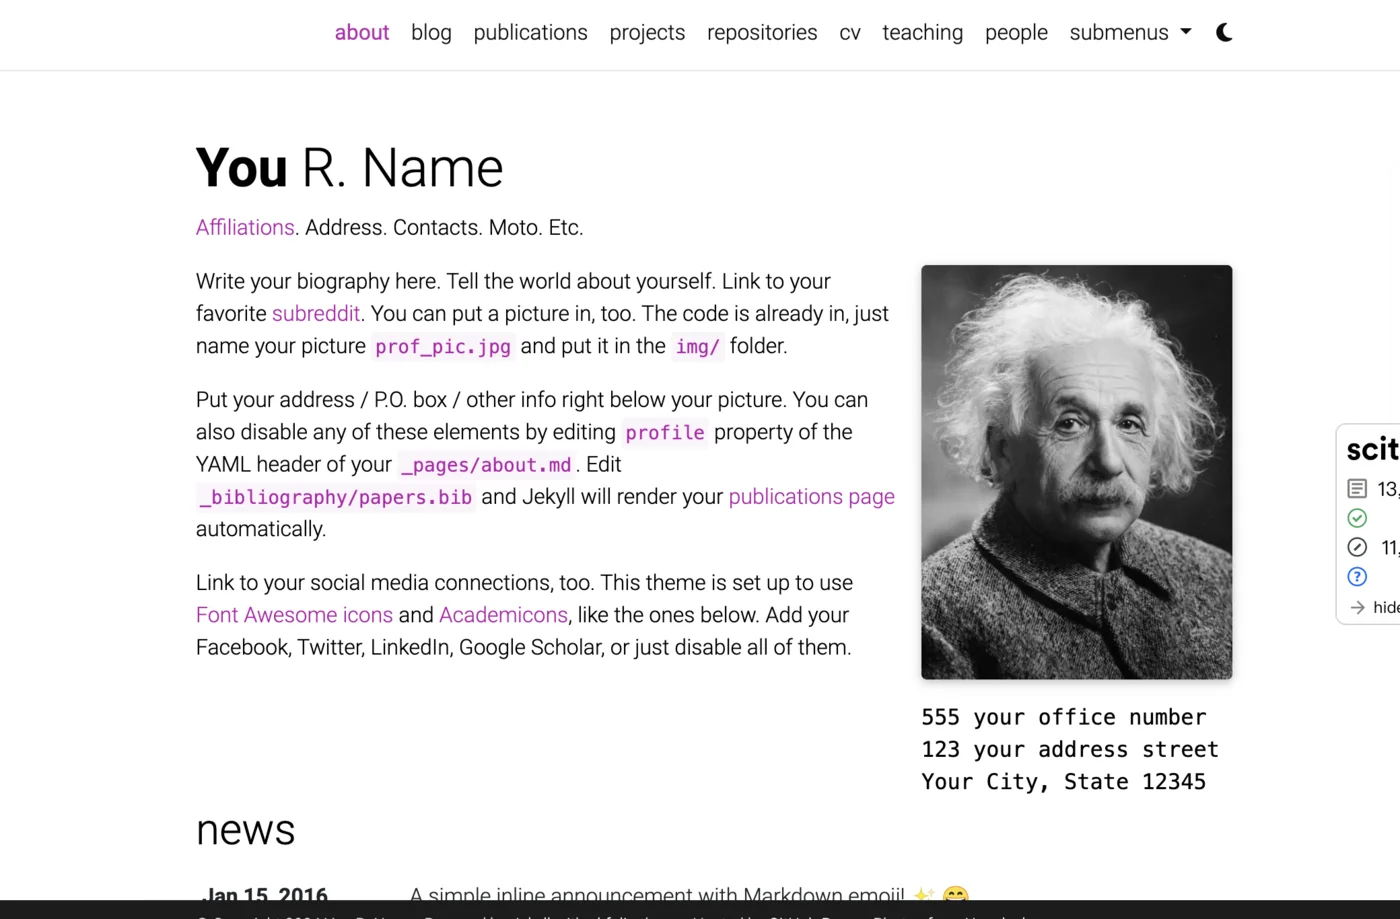 about blog publications projects repositories cv teaching people submenus
You R. Name
Affiliations. Address. Contacts. Moto. Etc.
Write your biography here. Tell the world about yourself. Link to your
favorite subreddit. You can put a picture in, too. The code is already in, just
name your picture prof_pic.jpg and put it in the img/ folder.
Put your address / P.O. box / other info right below your picture. You can
also disable any of these elements by editing profile property of the
YAML header of your _pages/about.md. Edit
_bibliography/papers.bib and Jekyll will render your publications page
automatically.
Link to your social media connections, too. This theme is set up to use
Font Awesome icons and Academicons, like the ones below. Add your
Facebook, Twitter, LinkedIn, Google Scholar, or just disable all of them.
555 your office number
123 your address street
Your City, State 12345
scit
13,
11,
hide
news
Jan 15, 2016 A simple inline announcement with Markdown emoji! ✨ 😄